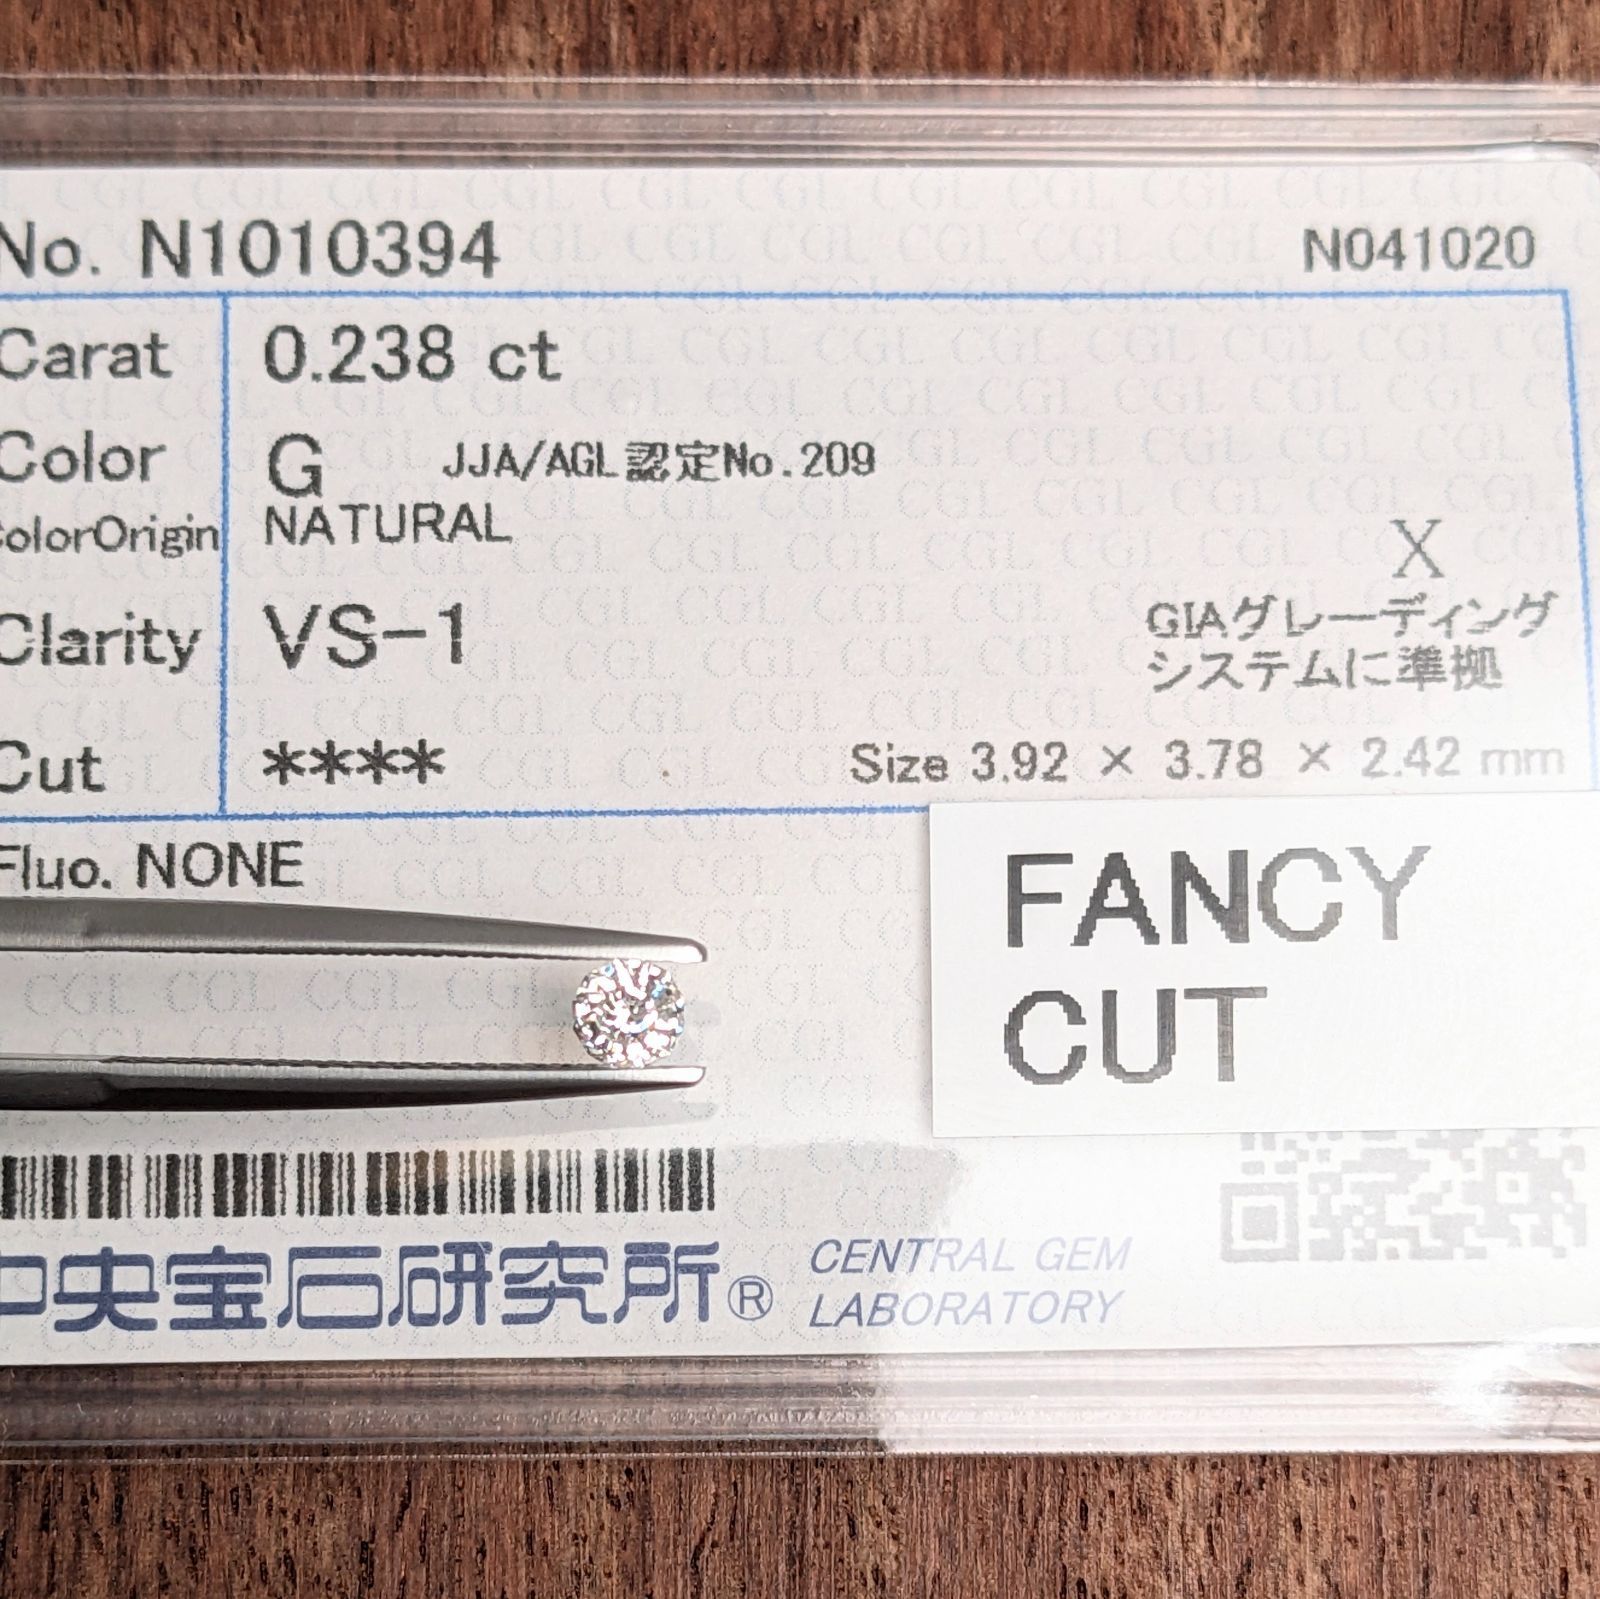 No. N1010394 N041020
Carat 0.238 ct
Color G JJA/AGL認定No.209
ColorOrigin NATURAL
X
Clarity VS-1 GIAグレーディング
システムに準拠
Cut **** Size 3.92 × 3.78 × 2.42 mm
Fluo. NONE
FANCY
CUT
中央宝石研究所® CENTRAL GEM
LABORATORY